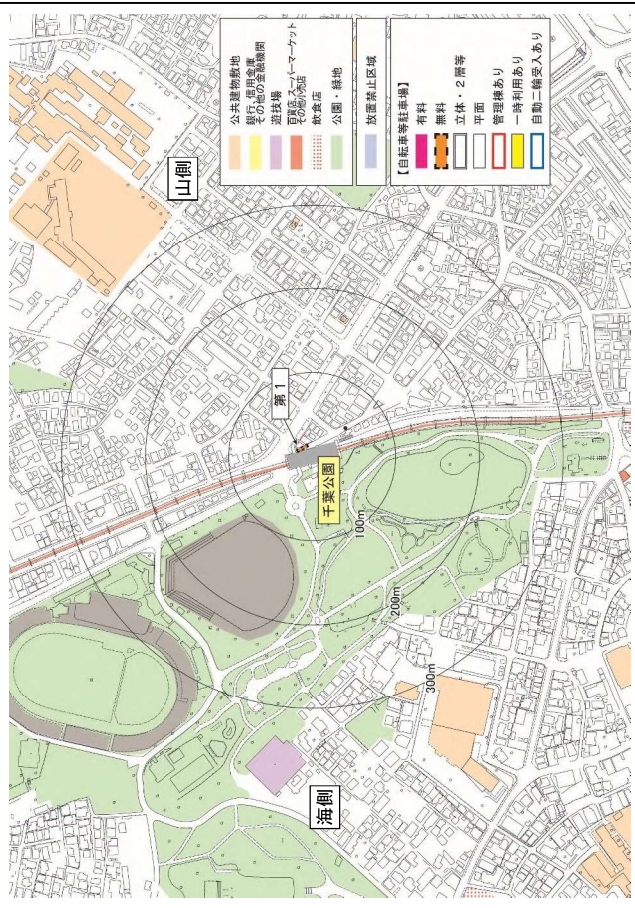 山側
公共建物敷地
銀行、信用金庫
その他の金融機関
遊技場
百貨店、スーパーマーケット
その他小売店
飲食店
公園・緑地
放置禁止区域
【自転車等駐車場】
有料
無料
立体・2層等
平面
管理棟あり
一時利用あり
自動二輪受入あり
第1
千葉公園
100m
200m
300m
海側